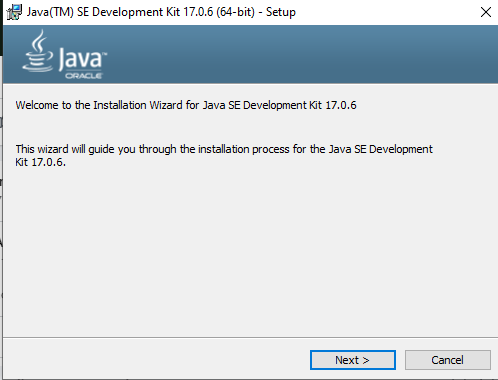 Java(TM) SE Development Kit 17.0.6 (64-bit) - Setup
Java™
ORACLE
Welcome to the Installation Wizard for Java SE Development Kit 17.0.6
This wizard will guide you through the installation process for the Java SE Development
Kit 17.0.6.
Next >
Cancel